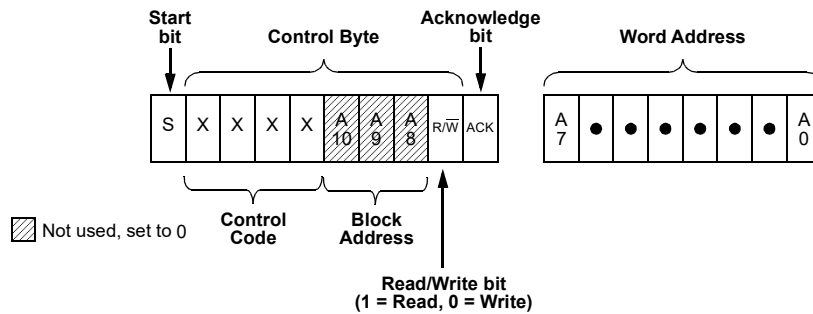 Start
bit
Control Byte
Acknowledge
bit
Word Address
S X X X X A
10 A
9 A
8 R/W̅ ACK
A
7 ● ● ● ● ● ● A
0
Control
Code
Block
Address
Not used, set to 0
Read/Write bit
(1 = Read, 0 = Write)